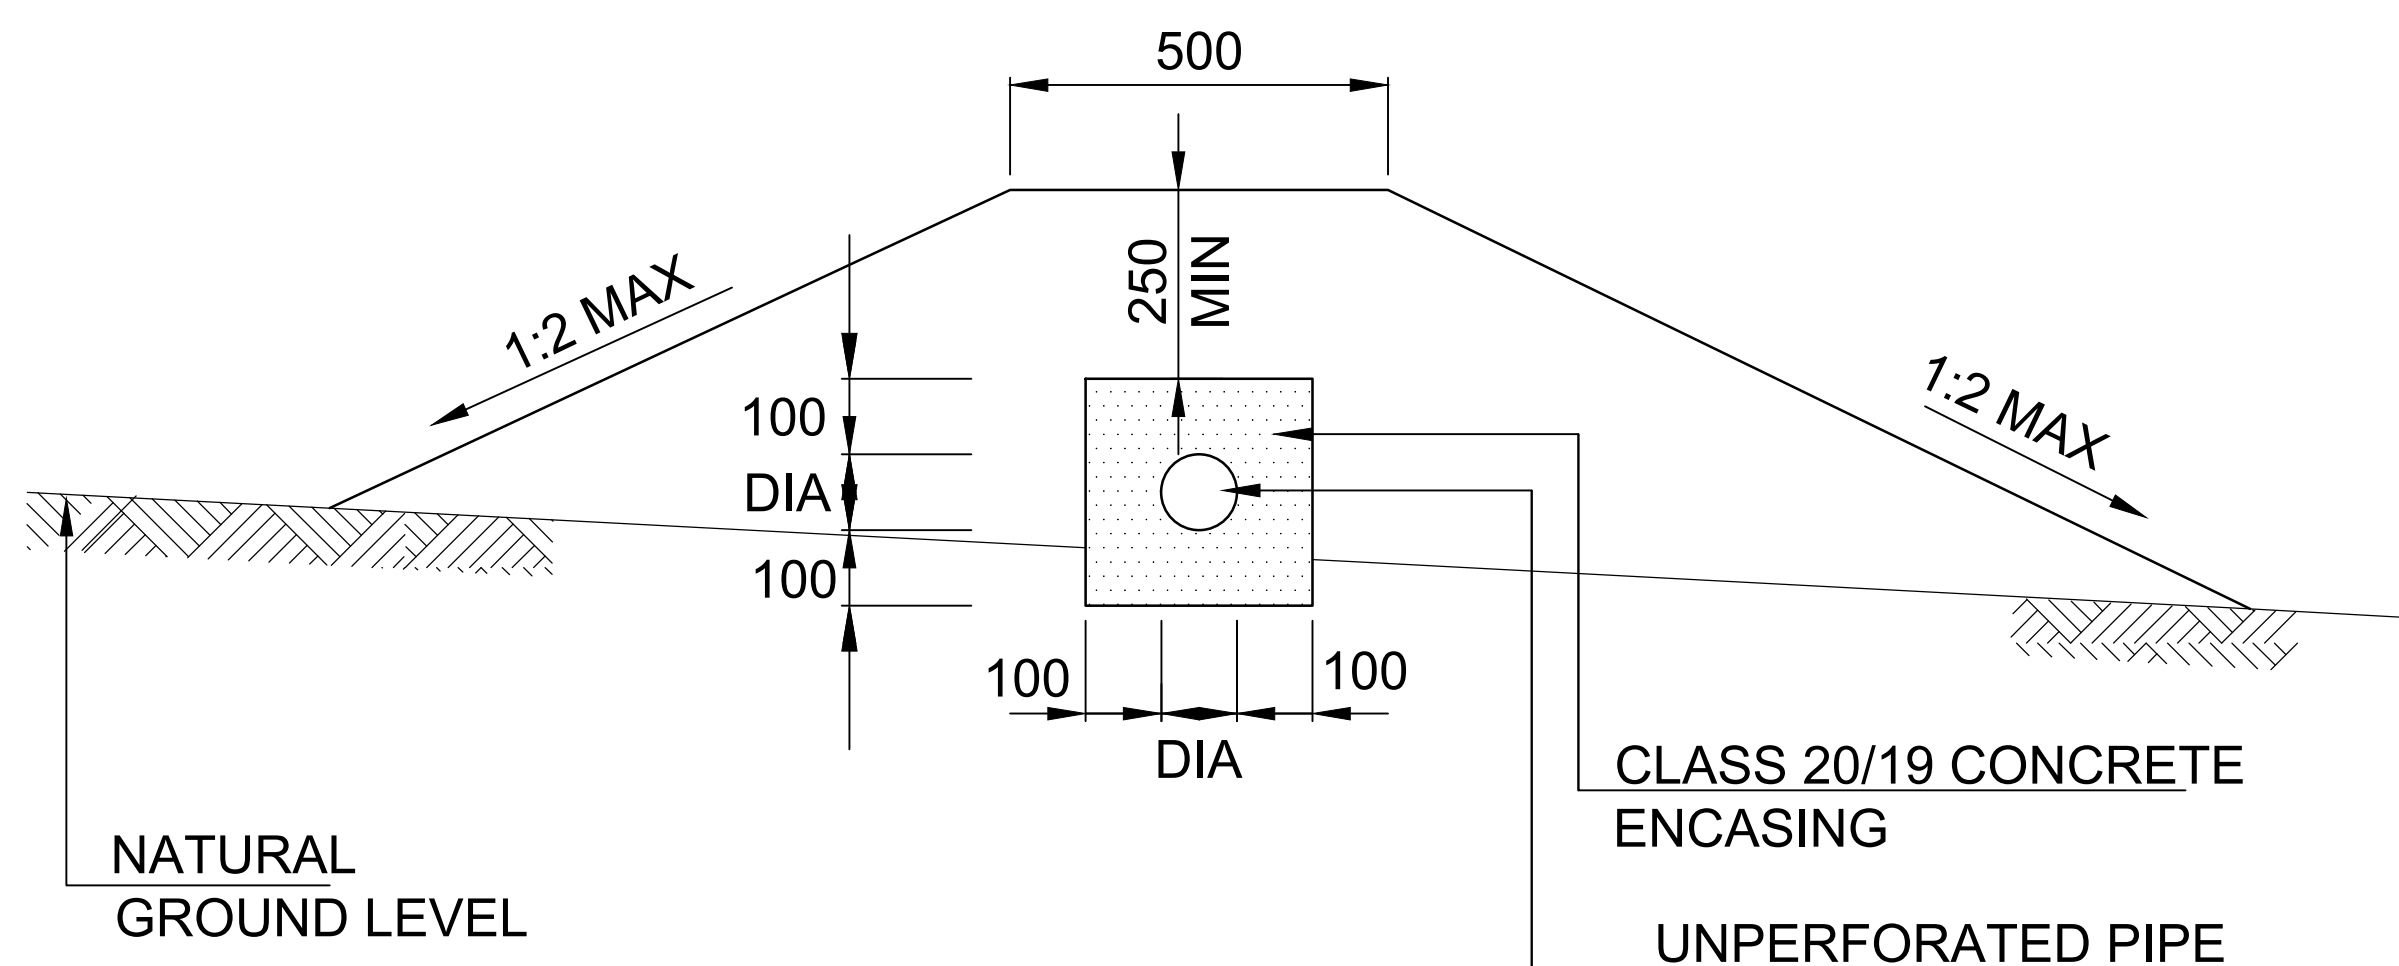 500
250
MIN
1:2 MAX
1:2 MAX
100
DIA
100
100
100
DIA
CLASS 20/19 CONCRETE
ENCASING
NATURAL
GROUND LEVEL
UNPERFORATED PIPE